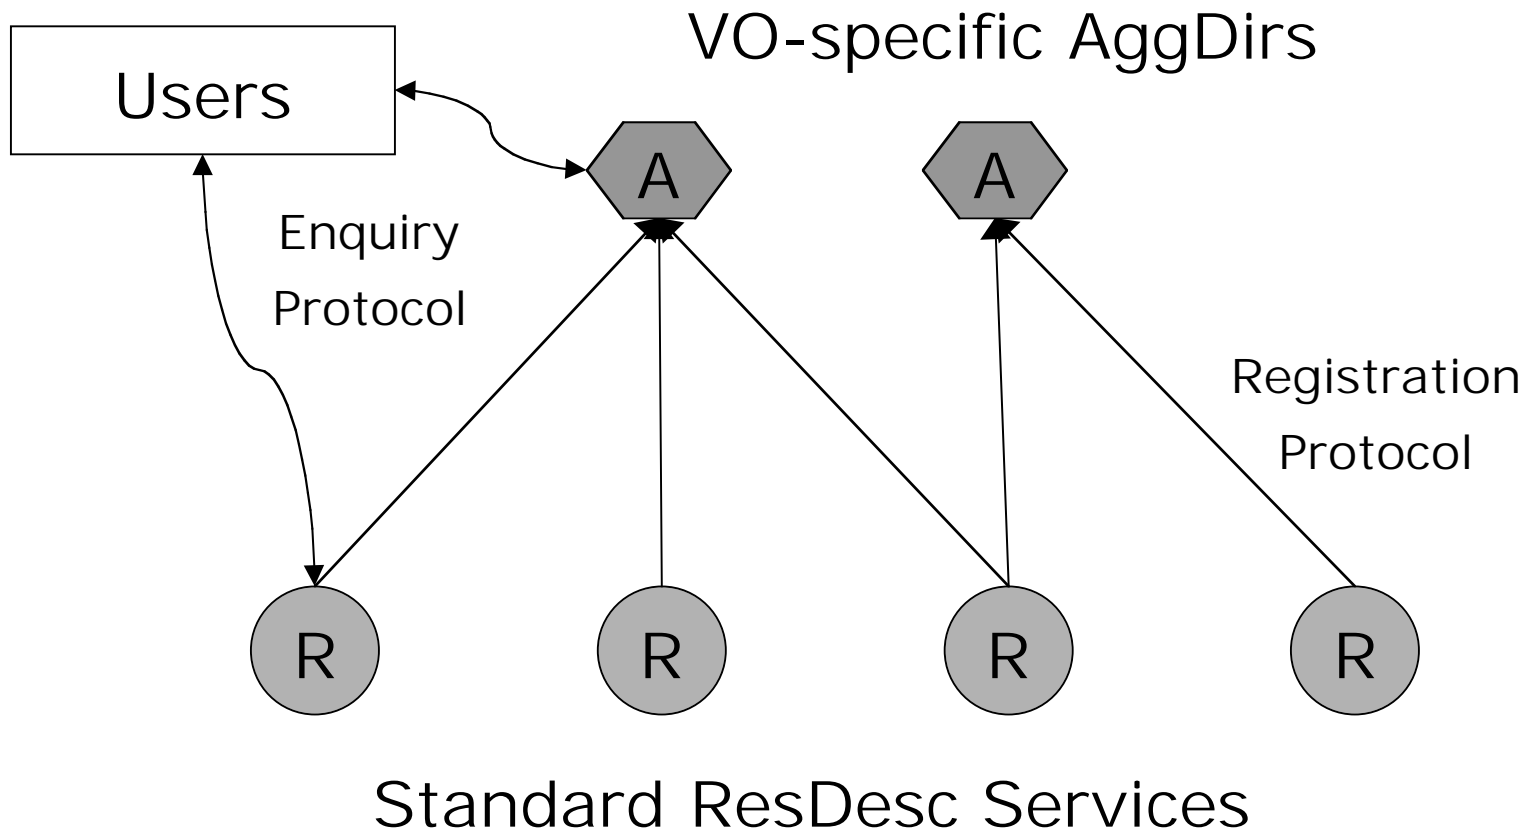 VO-specific AggDirs
Users
A
A
Enquiry
Protocol
Registration
Protocol
R
R
R
R
Standard ResDesc Services